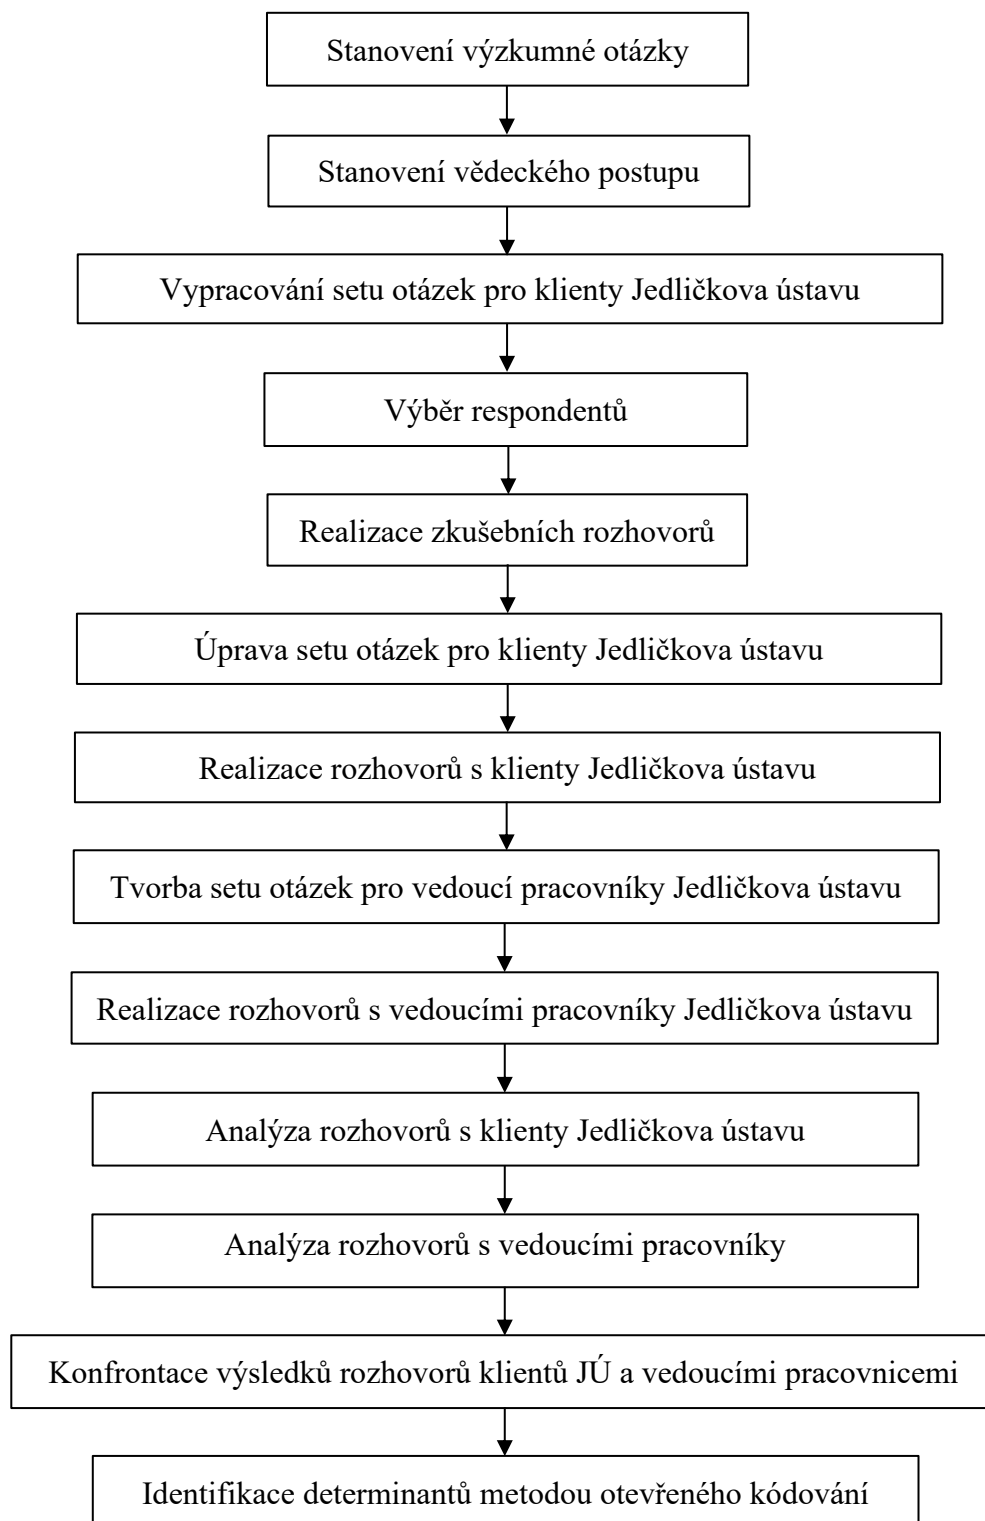 Stanovení výzkumné otázky
Stanovení vědeckého postupu
Vypracování setu otázek pro klienty Jedličkova ústavu
Výběr respondentů
Realizace zkušebních rozhovorů
Úprava setu otázek pro klienty Jedličkova ústavu
Realizace rozhovorů s klienty Jedličkova ústavu
Tvorba setu otázek pro vedoucí pracovníky Jedličkova ústavu
Realizace rozhovorů s vedoucími pracovníky Jedličkova ústavu
Analýza rozhovorů s klienty Jedličkova ústavu
Analýza rozhovorů s vedoucími pracovníky
Konfrontace výsledků rozhovorů klientů JÚ a vedoucími pracovnicemi
Identifikace determinantů metodou otevřeného kódování